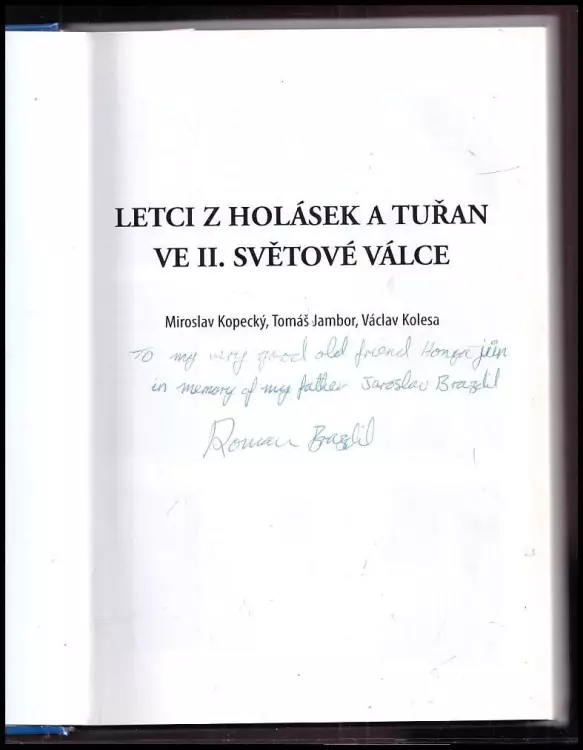 LETCI Z HOLÁSEK A TUŘAN
VE II. SVĚTOVÉ VÁLCE
Miroslav Kopecký, Tomáš Jambor, Václav Kolesa
To my very good old friend
in memory of my father Jaroslav Brazdil
Roman Brazdil